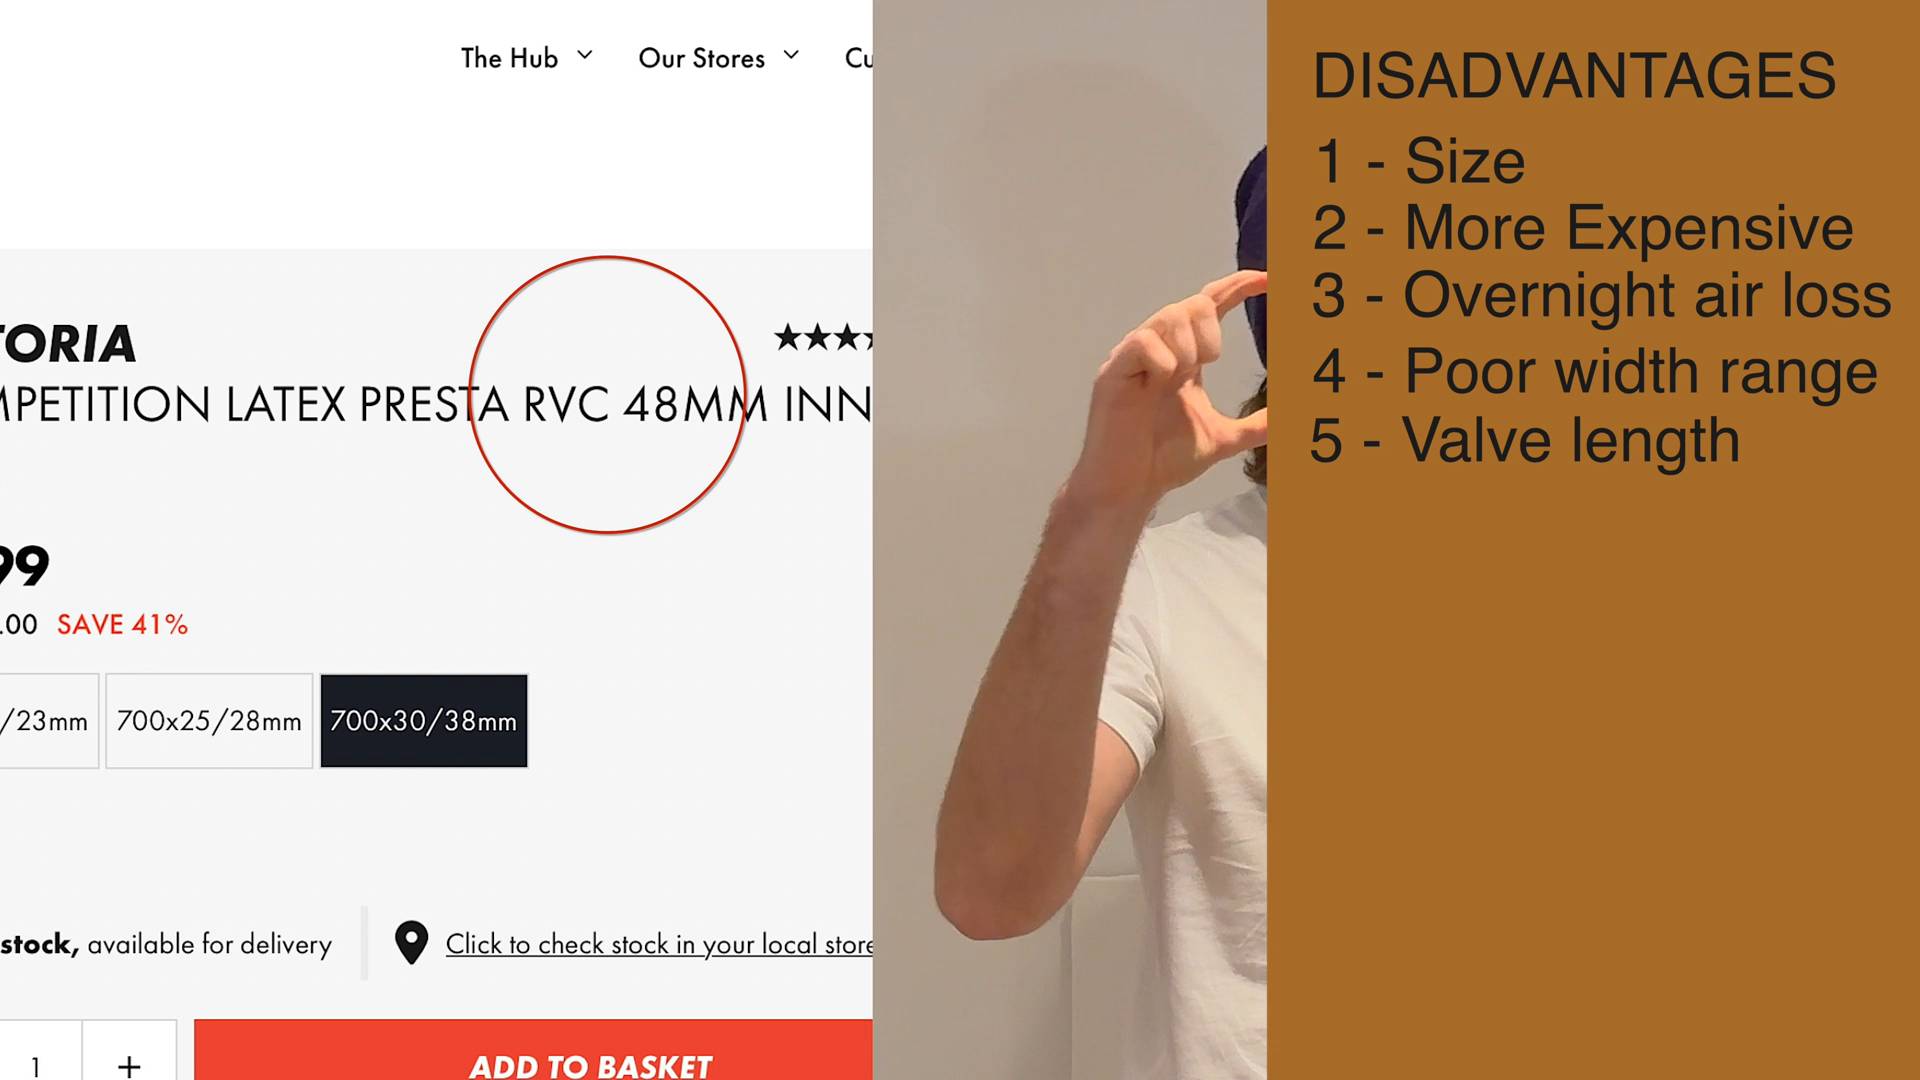 The Hub
Our Stores
Cu
TORIA
MPETITION LATEX PRESTA RVC 48MM INN
99
.00 SAVE 41%
/23mm
700x25/28mm
700x30/38mm
stock, available for delivery
Click to check stock in your local store
1 +
ADD TO BASKET
DISADVANTAGES
1 - Size
2 - More Expensive
3 - Overnight air loss
4 - Poor width range
5 - Valve length